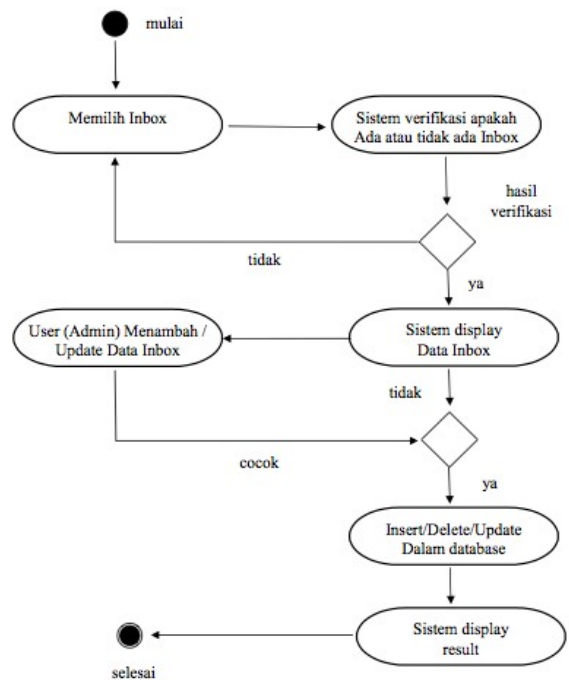 mulai
Memilih Inbox
Sistem verifikasi apakah
Ada atau tidak ada Inbox
hasil
verifikasi
tidak
ya
User (Admin) Menambah /
Update Data Inbox
Sistem display
Data Inbox
tidak
cocok
ya
Insert/Delete/Update
Dalam database
Sistem display
result
selesai